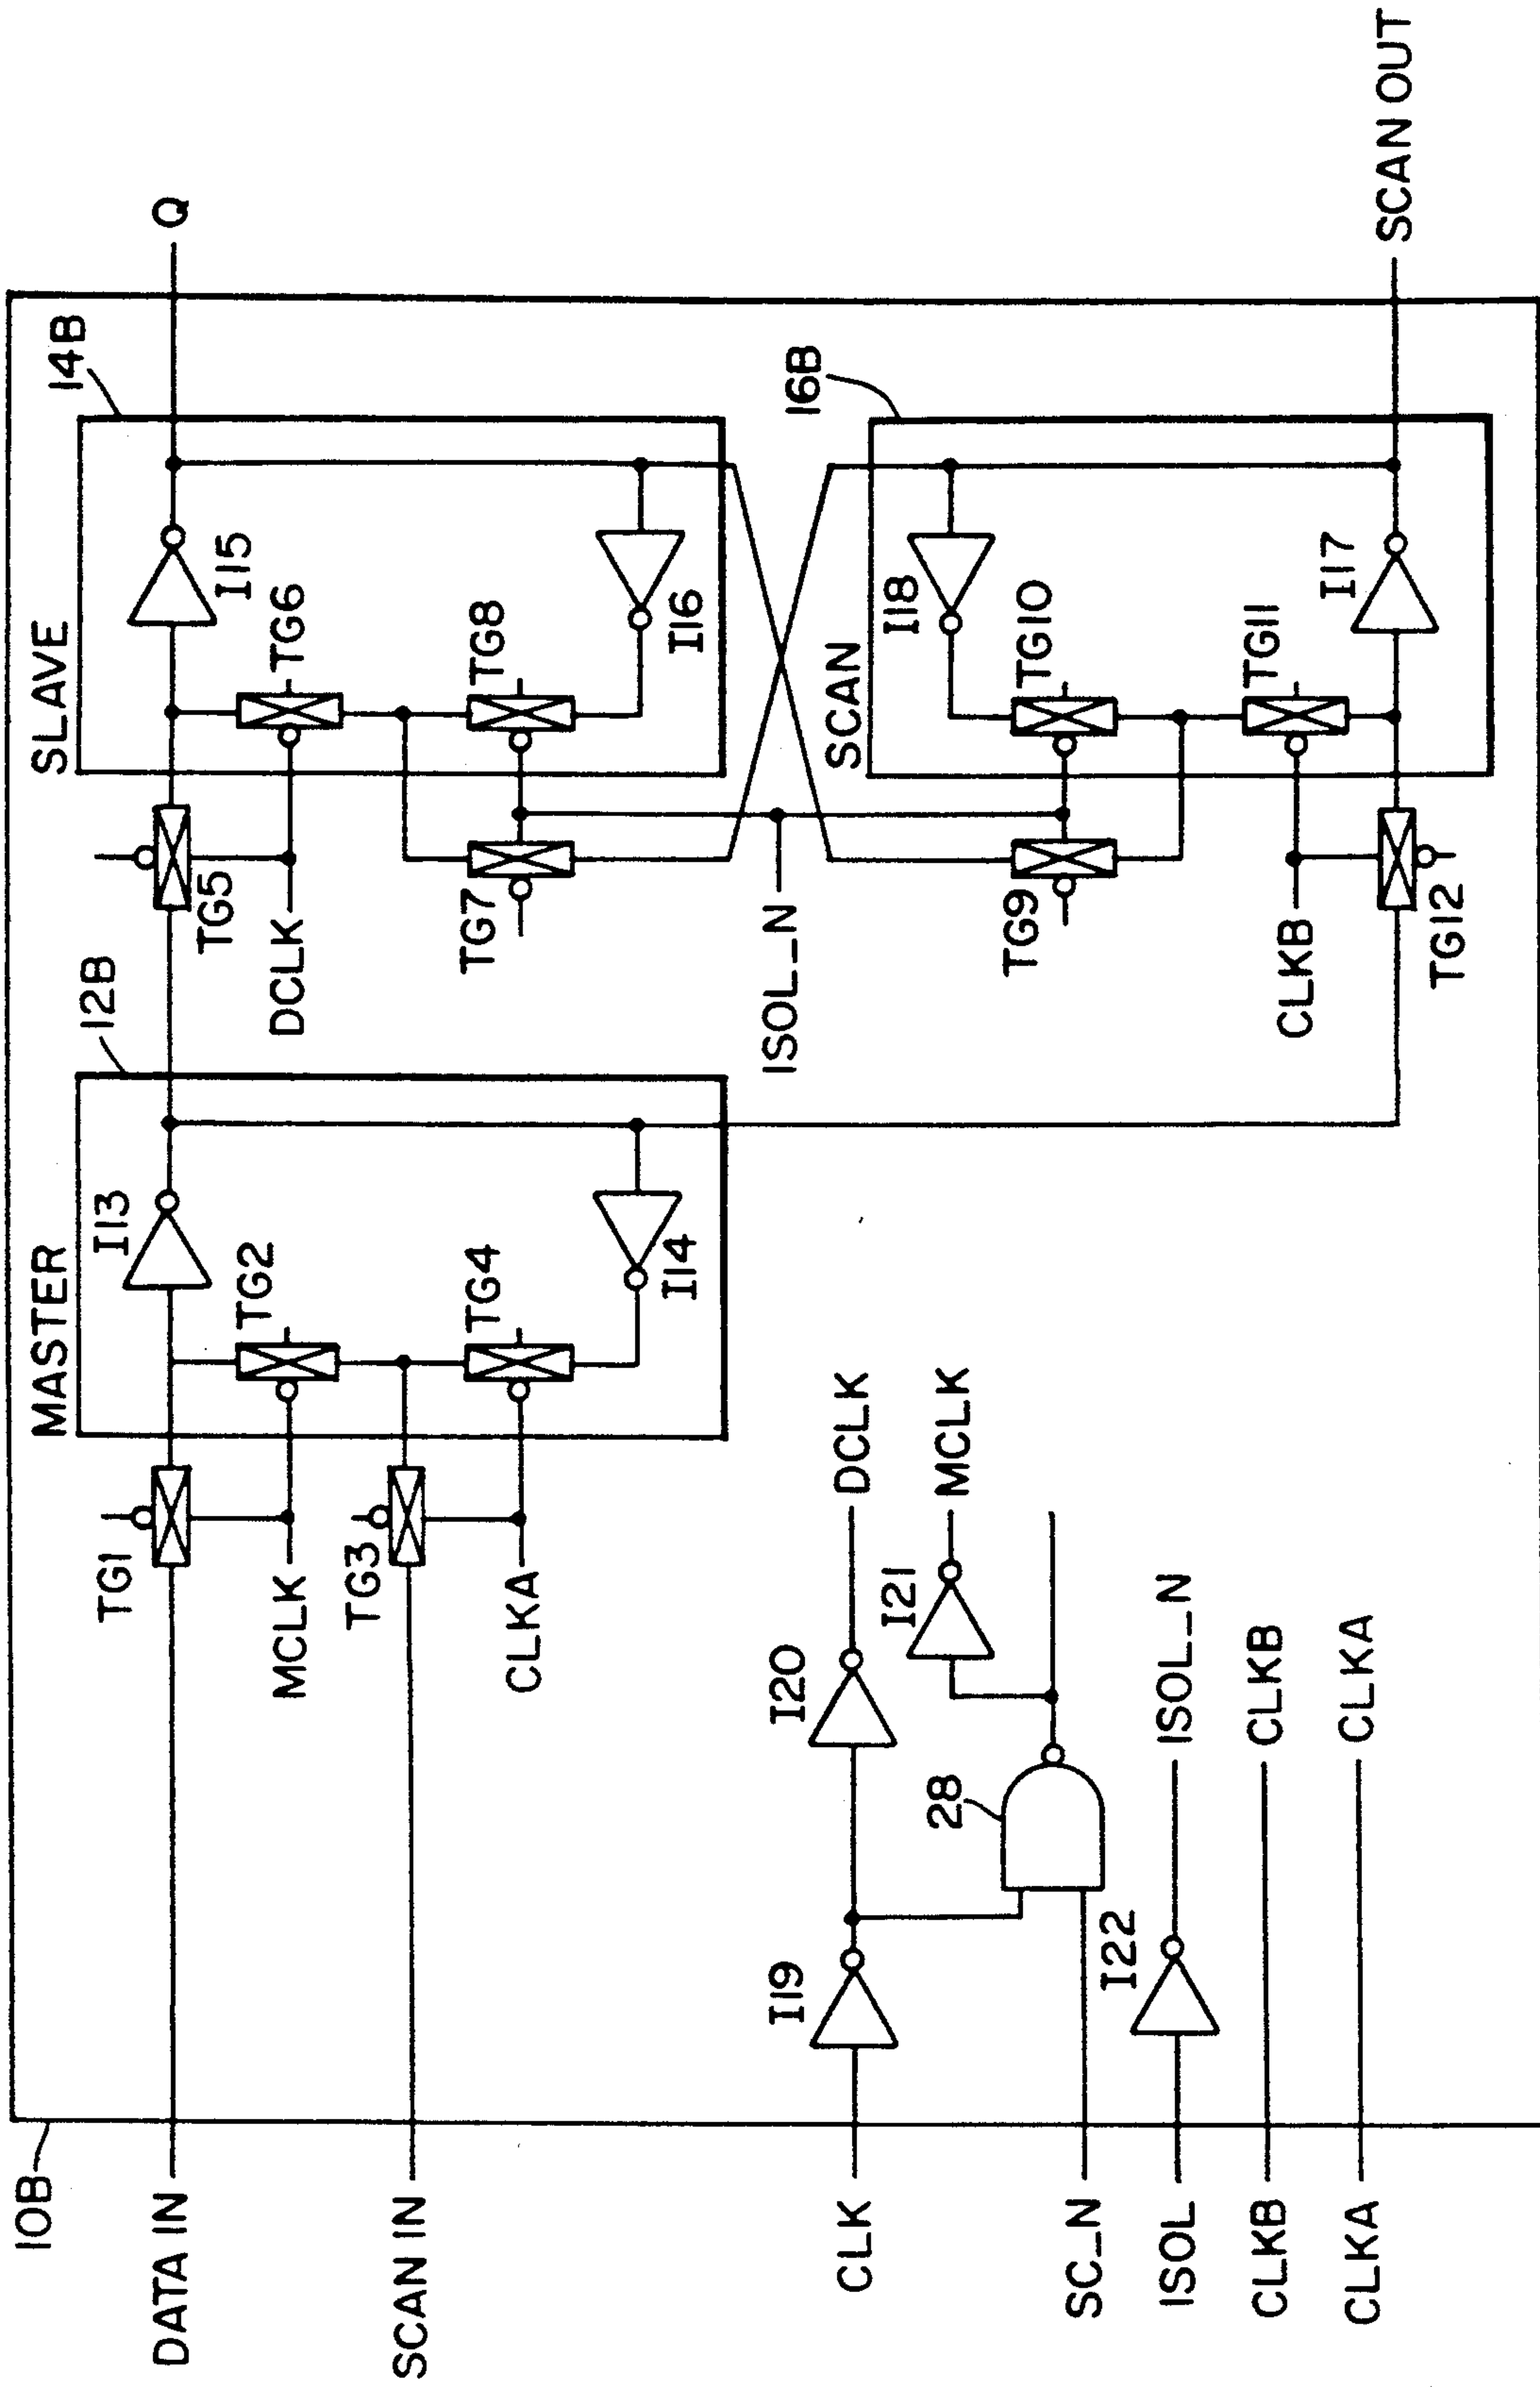 10B
DATA IN
SCAN IN
CLK
SC_N
ISOL
CLKB
CLKA
MASTER
12B
TG1
MCLK
TG3
CLKA
I13
TG2
TG4
I14
SLAVE
14B
TG5
DCLK
TG7
I15
TG6
TG8
I16
Q
ISOL_N
SCAN
16B
TG9
CLKB
TG12
I18
TG10
TG11
I17
SCAN OUT
I19
I20
DCLK
28
I21
MCLK
I22
ISOL_N
CLKB
CLKA